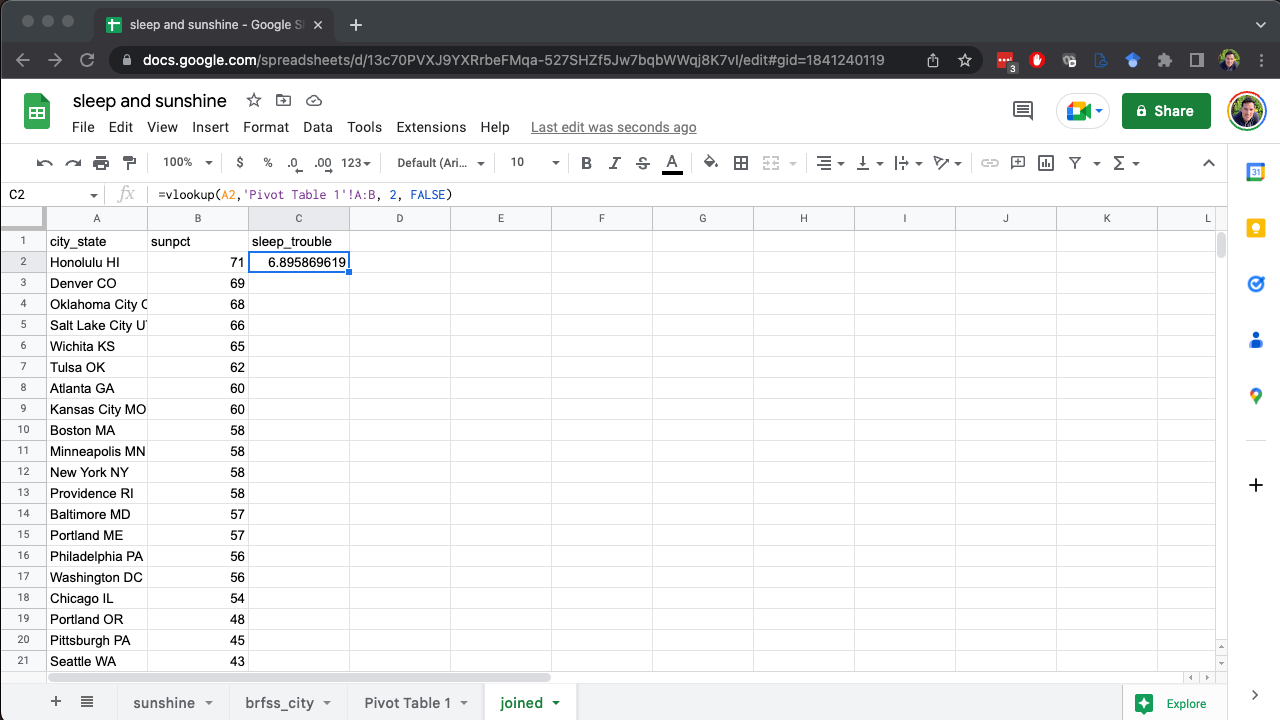 sleep and sunshine - Google S
docs.google.com/spreadsheets/d/13c70PVXJ9YXRrbeFMqa-527SHZf5Jw7bqbWWqj8K7vI/edit#gid=1841240119
3
sleep and sunshine
File Edit View Insert Format Data Tools Extensions Help Last edit was seconds ago
Share
100% $ % .0 .00 123 Default (Ari... 10 B I S A Σ
31
C2 fx =vlookup(A2,'Pivot Table 1'!A:B, 2, FALSE)
A B C D E F G H I J K L
1 city_state sunpct sleep_trouble
2 Honolulu HI 71 6.895869619
3 Denver CO 69
4 Oklahoma City 68
5 Salt Lake City U 66
6 Wichita KS 65
7 Tulsa OK 62
8 Atlanta GA 60
9 Kansas City MO 60
10 Boston MA 58
11 Minneapolis MN 58
12 New York NY 58
13 Providence RI 58
14 Baltimore MD 57
15 Portland ME 57
16 Philadelphia PA 56
17 Washington DC 56
18 Chicago IL 54
19 Portland OR 48
20 Pittsburgh PA 45
21 Seattle WA 43
sunshine brfss_city Pivot Table 1 joined Explore